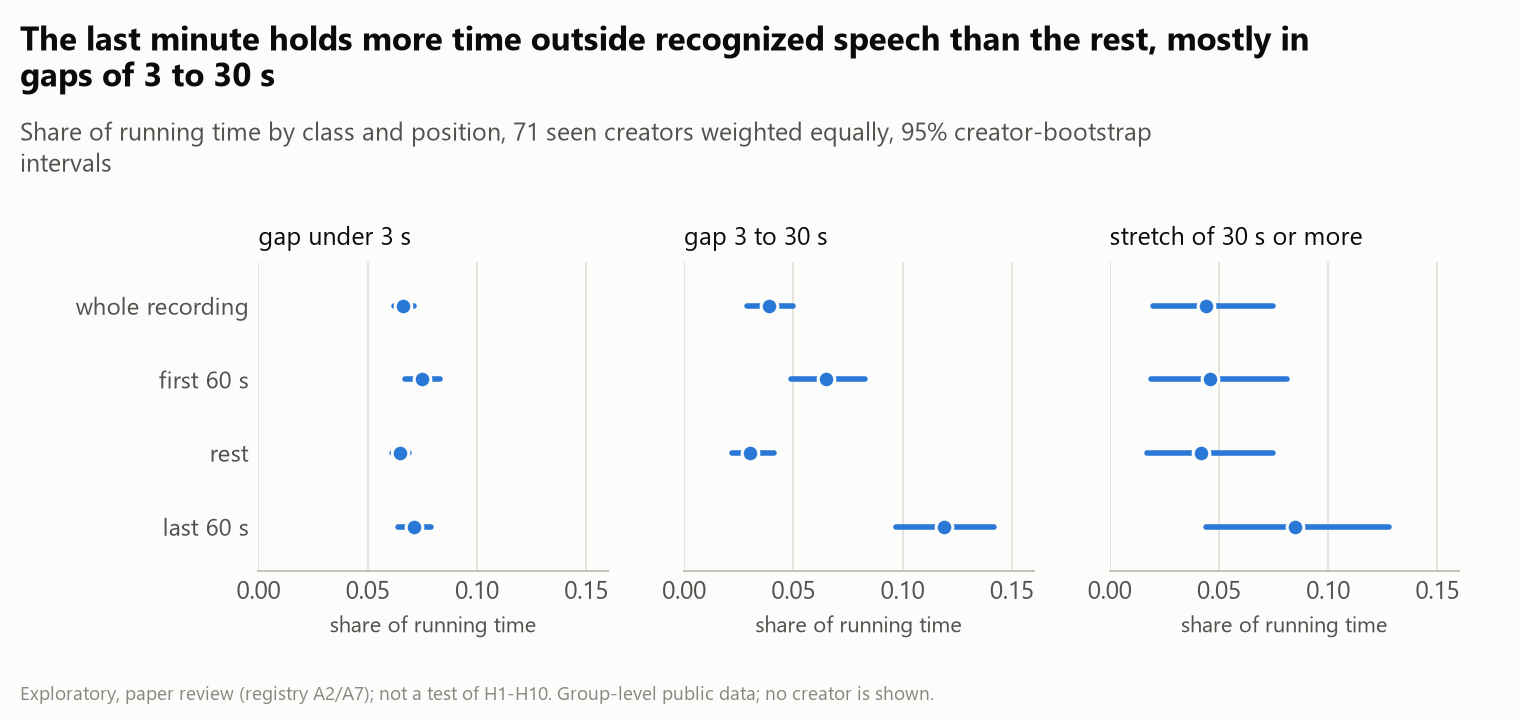 The last minute holds more time outside recognized speech than the rest, mostly in
gaps of 3 to 30 s
Share of running time by class and position, 71 seen creators weighted equally, 95% creator-bootstrap
intervals
gap under 3 s
gap 3 to 30 s
stretch of 30 s or more
whole recording
first 60 s
rest
last 60 s
0.00 0.05 0.10 0.15
0.00 0.05 0.10 0.15
0.00 0.05 0.10 0.15
share of running time
share of running time
share of running time
Exploratory, paper review (registry A2/A7); not a test of H1-H10. Group-level public data; no creator is shown.